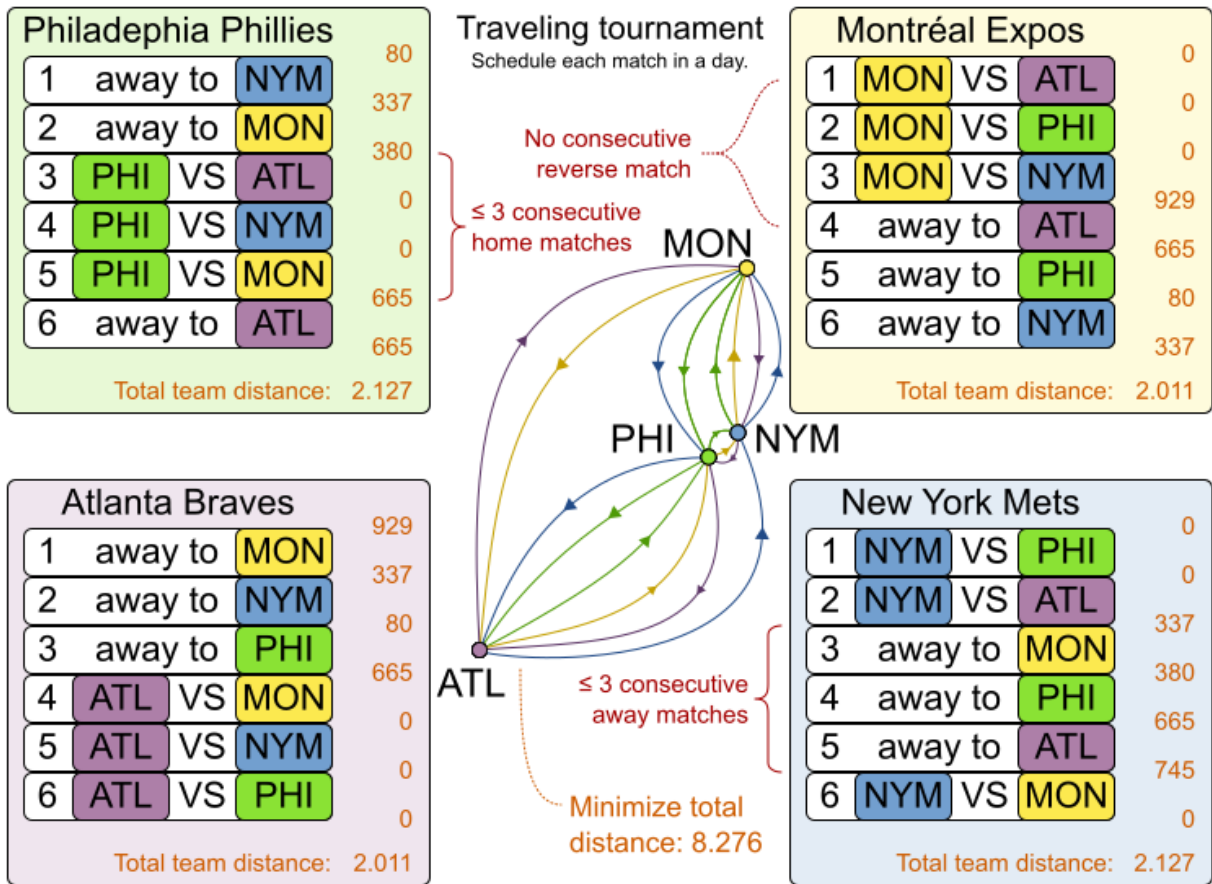 Philadephia Phillies
80
1 away to NYM
337
2 away to MON
380
3 PHI VS ATL
0
4 PHI VS NYM
0
5 PHI VS MON
665
6 away to ATL
665
Total team distance: 2.127
Traveling tournament
Schedule each match in a day.
No consecutive
reverse match
≤ 3 consecutive
home matches
Montréal Expos
0
1 MON VS ATL
0
2 MON VS PHI
0
3 MON VS NYM
929
4 away to ATL
665
5 away to PHI
80
6 away to NYM
337
Total team distance: 2.011
MON
PHI
NYM
ATL
Atlanta Braves
929
1 away to MON
337
2 away to NYM
80
3 away to PHI
665
4 ATL VS MON
0
5 ATL VS NYM
0
6 ATL VS PHI
0
Total team distance: 2.011
≤ 3 consecutive
away matches
Minimize total
distance: 8.276
New York Mets
0
1 NYM VS PHI
0
2 NYM VS ATL
337
3 away to MON
380
4 away to PHI
665
5 away to ATL
745
6 NYM VS MON
0
Total team distance: 2.127